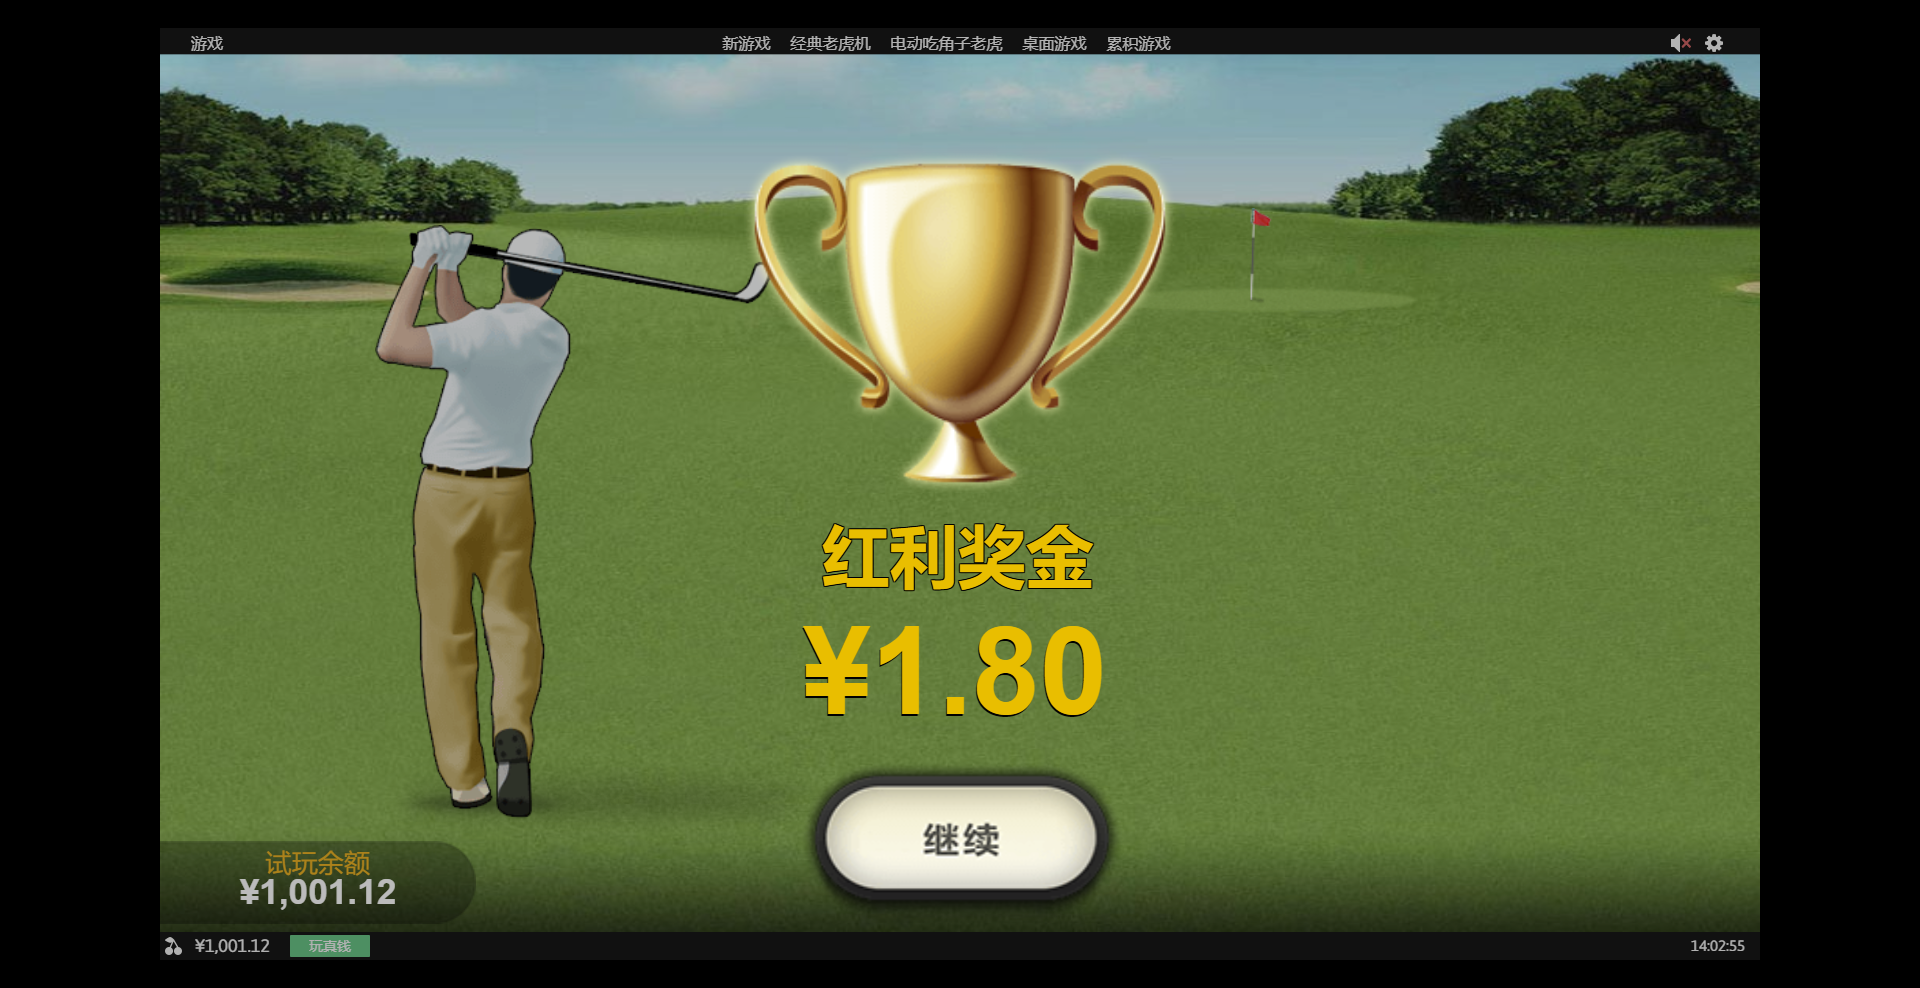 游戏
新游戏 经典老虎机 电动吃角子老虎 桌面游戏 累积游戏
红利奖金
¥1.80
继续
试玩余额
¥1,001.12
¥1,001.12 玩真钱 14:02:55